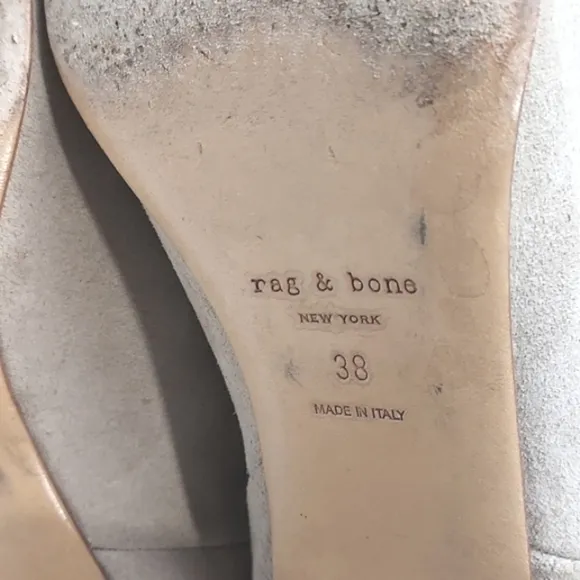 rag & bone
NEW YORK
38
MADE IN ITALY